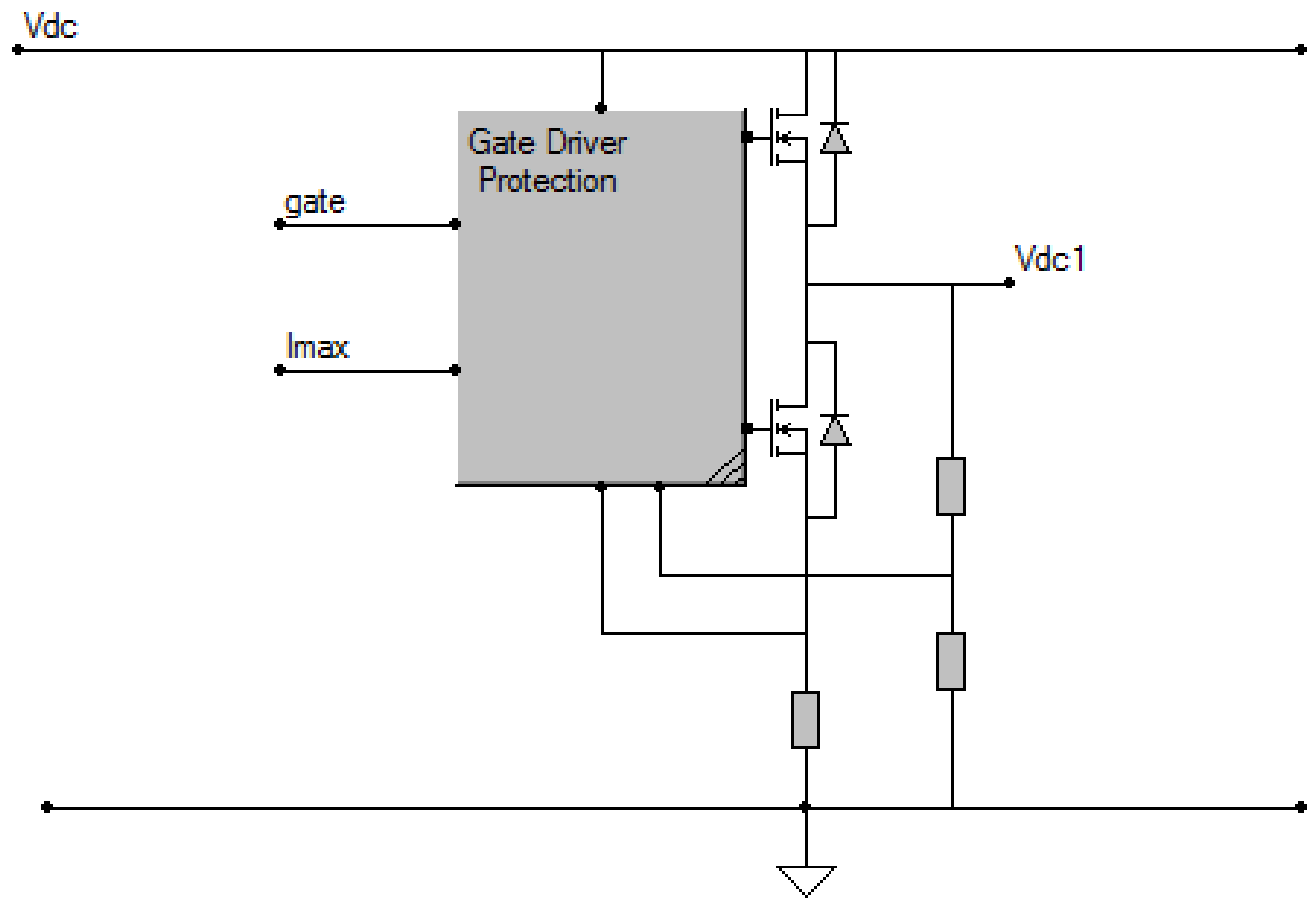 Vdc
Gate Driver
Protection
gate
Vdc1
Imax